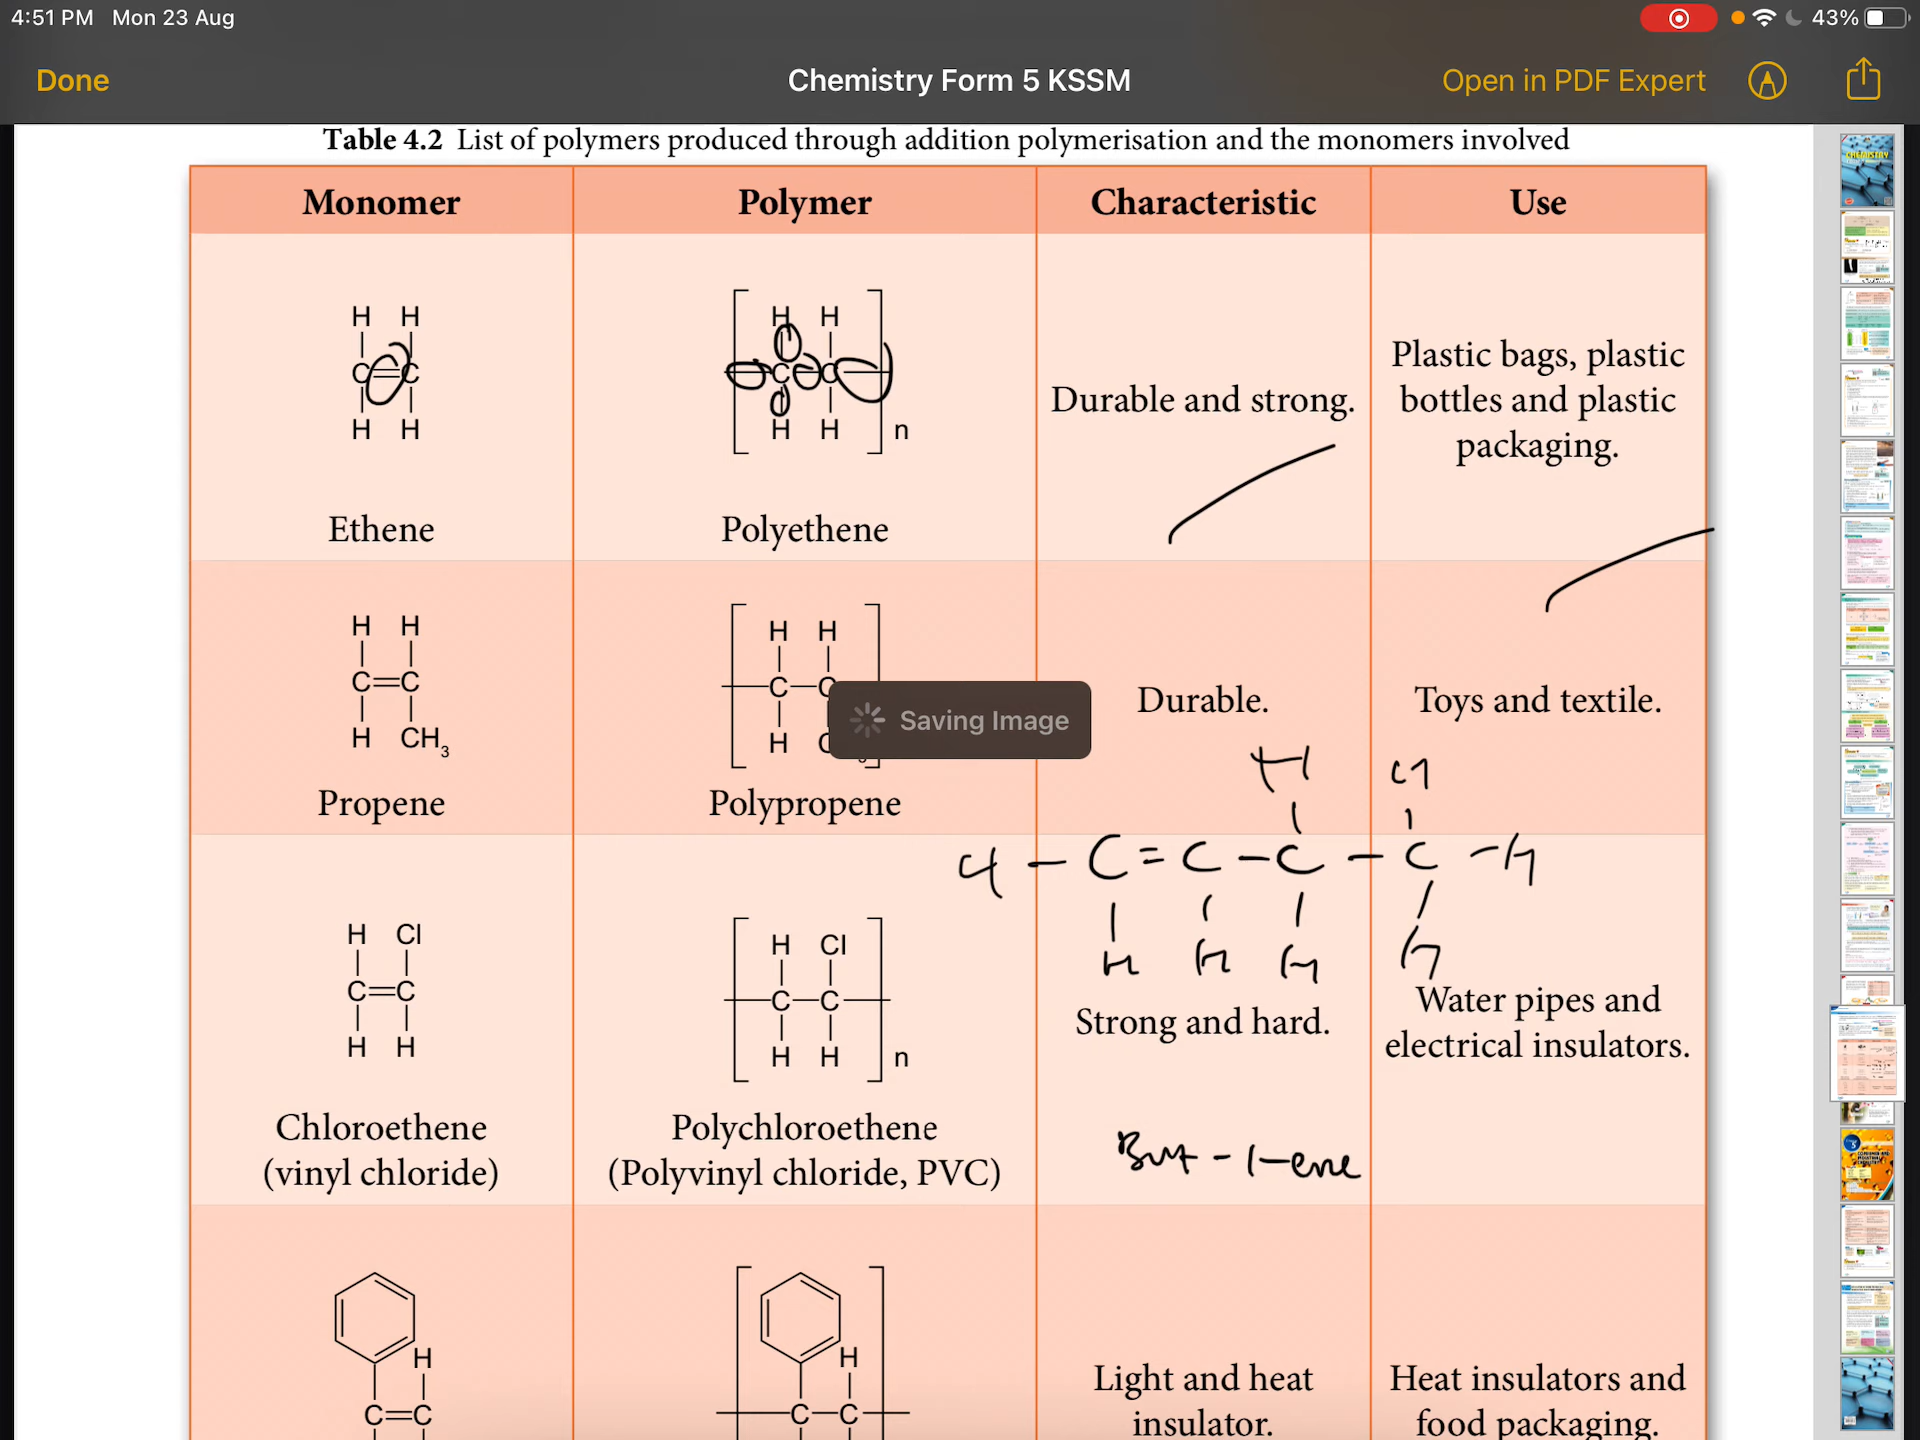 4:51 PM Mon 23 Aug
43%
Done
Chemistry Form 5 KSSM
Open in PDF Expert
Table 4.2 List of polymers produced through addition polymerisation and the monomers involved
Monomer Polymer Characteristic Use
H H
C=C
H H
Ethene
H H
C C
H H n
Polyethene
Durable and strong.
Plastic bags, plastic
bottles and plastic
packaging.
H H
C=C
H CH3
Propene
H H
C-C
H
Polypropene
Saving Image
Durable.
Toys and textile.
H H
H - C = C - C - C - H
H H H H
But - 1-ene
H Cl
C=C
H H
Chloroethene
(vinyl chloride)
H Cl
C-C
H H n
Polychloroethene
(Polyvinyl chloride, PVC)
Strong and hard.
Water pipes and
electrical insulators.
H
C=C
H
C-C
Light and heat
insulator.
Heat insulators and
food packaging.